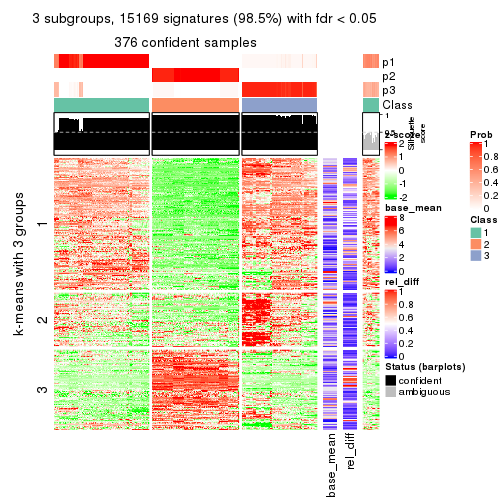 3 subgroups, 15169 signatures (98.5%) with fdr < 0.05
376 confident samples
p1
p2
p3
Class
1
0.5
Silhouette
score
k-means with 3 groups
1
2
3
base_mean
rel_diff
z-score
2
1
0
-1
-2
base_mean
8
6
4
2
0
rel_diff
1
0.8
0.6
0.4
0.2
0
Status (barplots)
confident
ambiguous
Prob
1
0.8
0.6
0.4
0.2
0
Class
1
2
3